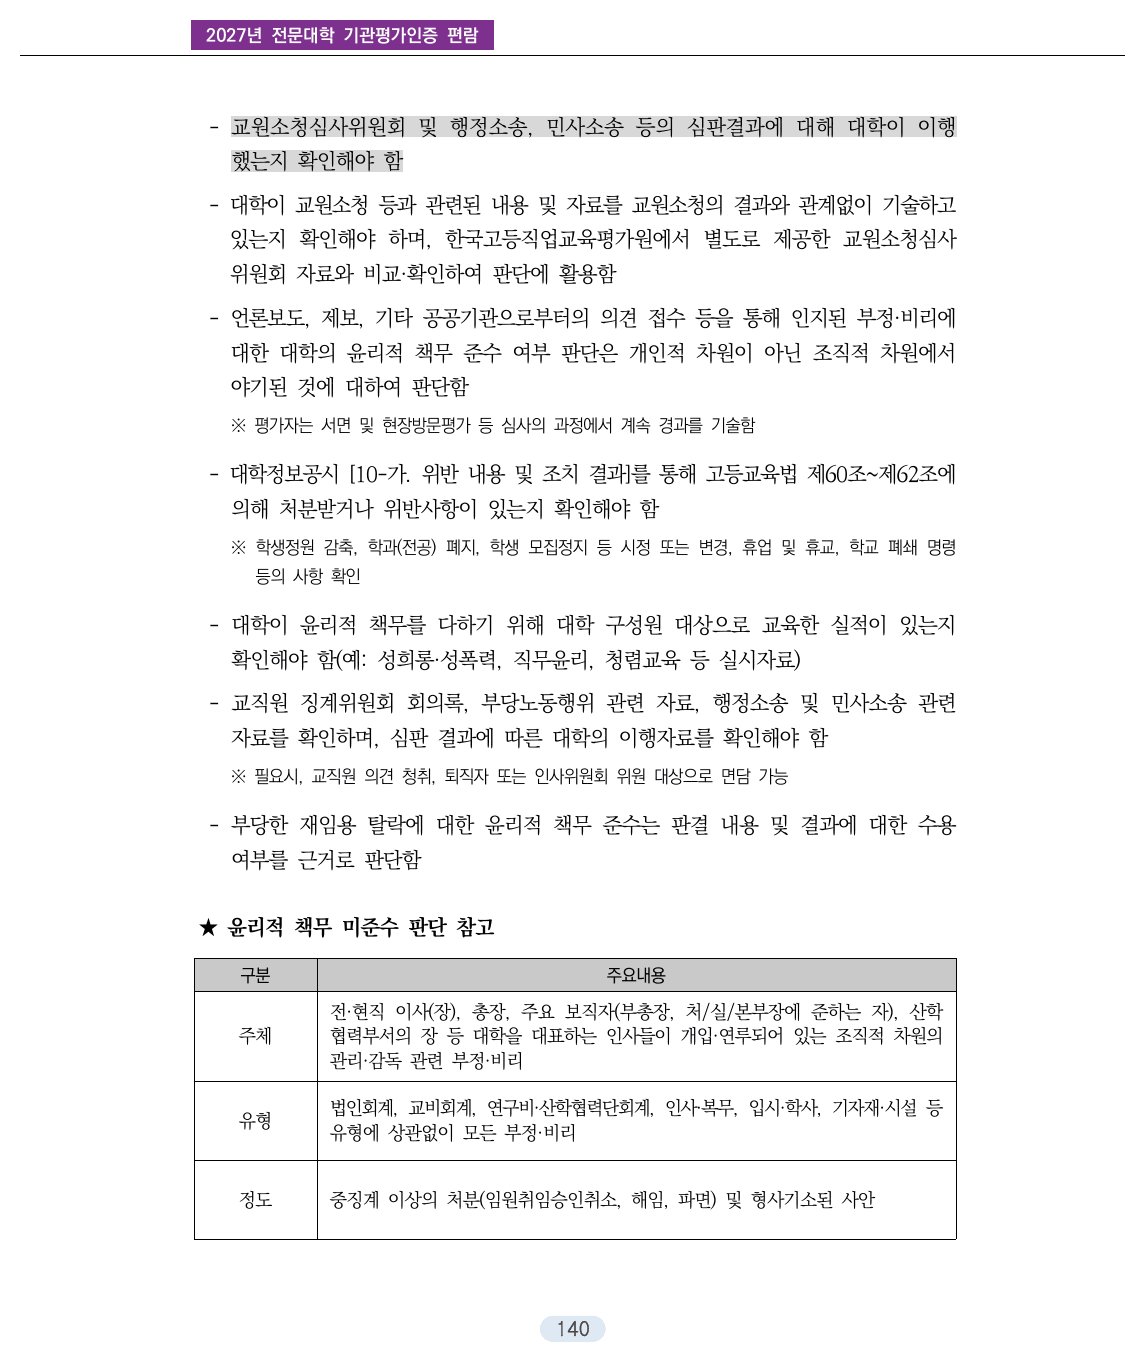 2027년 전문대학 기관평가인증 편람
- 교원소청심사위원회 및 행정소송, 민사소송 등의 심판결과에 대해 대학이 이행
했는지 확인해야 함
- 대학이 교원소청 등과 관련된 내용 및 자료를 교원소청의 결과와 관계없이 기술하고
있는지 확인해야 하며, 한국고등직업교육평가원에서 별도로 제공한 교원소청심사
위원회 자료와 비교·확인하여 판단에 활용함
- 언론보도, 제보, 기타 공공기관으로부터의 의견 접수 등을 통해 인지된 부정·비리에
대한 대학의 윤리적 책무 준수 여부 판단은 개인적 차원이 아닌 조직적 차원에서
야기된 것에 대하여 판단함
※ 평가자는 서면 및 현장방문평가 등 심사의 과정에서 계속 경과를 기술함
- 대학정보공시 [10-가. 위반 내용 및 조치 결과]를 통해 고등교육법 제60조~제62조에
의해 처분받거나 위반사항이 있는지 확인해야 함
※ 학생정원 감축, 학과(전공) 폐지, 학생 모집정지 등 시정 또는 변경, 휴업 및 휴교, 학교 폐쇄 명령
등의 사항 확인
- 대학이 윤리적 책무를 다하기 위해 대학 구성원 대상으로 교육한 실적이 있는지
확인해야 함(예: 성희롱·성폭력, 직무윤리, 청렴교육 등 실시자료)
- 교직원 징계위원회 회의록, 부당노동행위 관련 자료, 행정소송 및 민사소송 관련
자료를 확인하며, 심판 결과에 따른 대학의 이행자료를 확인해야 함
※ 필요시, 교직원 의견 청취, 퇴직자 또는 인사위원회 위원 대상으로 면담 가능
- 부당한 재임용 탈락에 대한 윤리적 책무 준수는 판결 내용 및 결과에 대한 수용
여부를 근거로 판단함
★ 윤리적 책무 미준수 판단 참고
구분 주요내용
전·현직 이사(장), 총장, 주요 보직자(부총장, 처/실/본부장에 준하는 자), 산학
주체 협력부서의 장 등 대학을 대표하는 인사들이 개입·연루되어 있는 조직적 차원의
관리·감독 관련 부정·비리
유형 법인회계, 교비회계, 연구비·산학협력단회계, 인사·복무, 입시·학사, 기자재·시설 등
유형에 상관없이 모든 부정·비리
정도 중징계 이상의 처분(임원취임승인취소, 해임, 파면) 및 형사기소된 사안
140